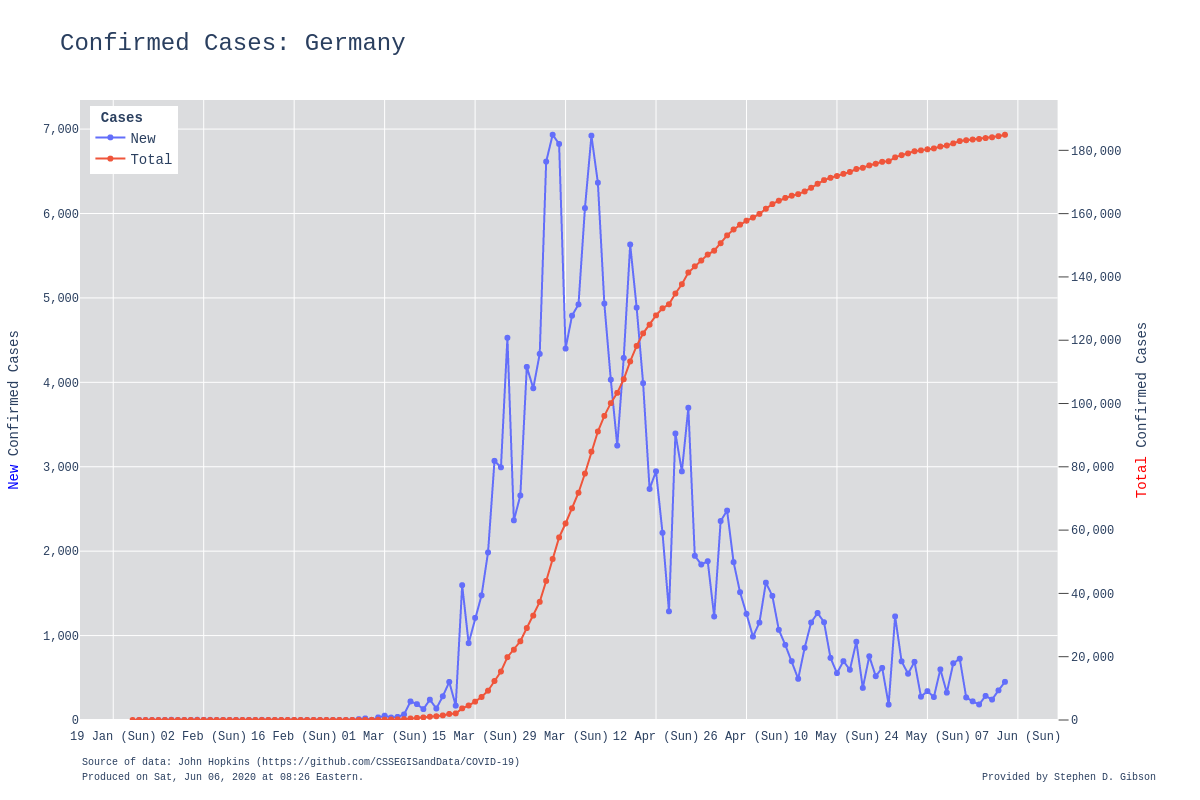 Confirmed Cases: Germany
Cases
New
Total
7,000
6,000
5,000
4,000
3,000
2,000
1,000
0
New Confirmed Cases
180,000
160,000
140,000
120,000
100,000
80,000
60,000
40,000
20,000
0
Total Confirmed Cases
19 Jan (Sun) 02 Feb (Sun) 16 Feb (Sun) 01 Mar (Sun) 15 Mar (Sun) 29 Mar (Sun) 12 Apr (Sun) 26 Apr (Sun) 10 May (Sun) 24 May (Sun) 07 Jun (Sun)
Source of data: John Hopkins (https://github.com/CSSEGISandData/COVID-19)
Produced on Sat, Jun 06, 2020 at 08:26 Eastern.
Provided by Stephen D. Gibson